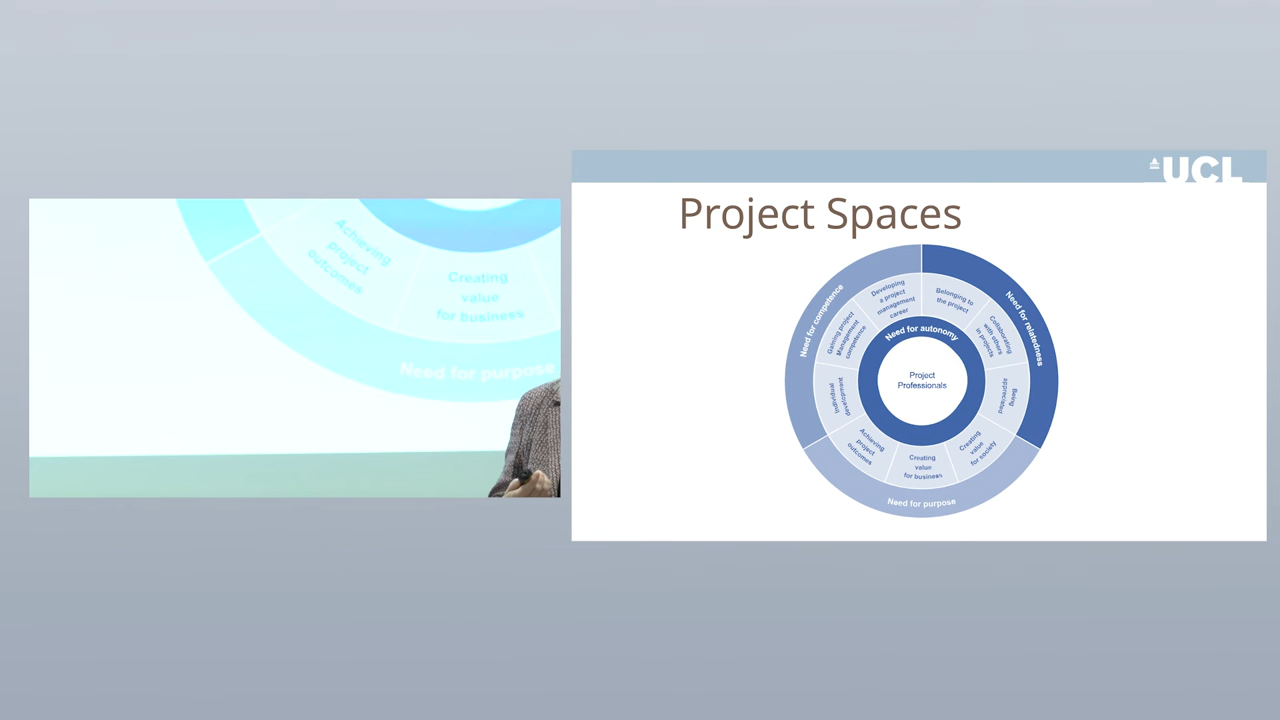 Achieving
project
outcomes
Creating
value
for business
Need for purpose
UCL
Project Spaces
Need for competence
Need for relatedness
Need for purpose
Developing
a project
management
career
Belonging to
the project
Collaborating
with others
in projects
Being
appreciated
Creating
value
for society
Creating
value
for business
Achieving
project
outcomes
Individual
development
Gaining project
Management
competence
Need for autonomy
Project
Professionals